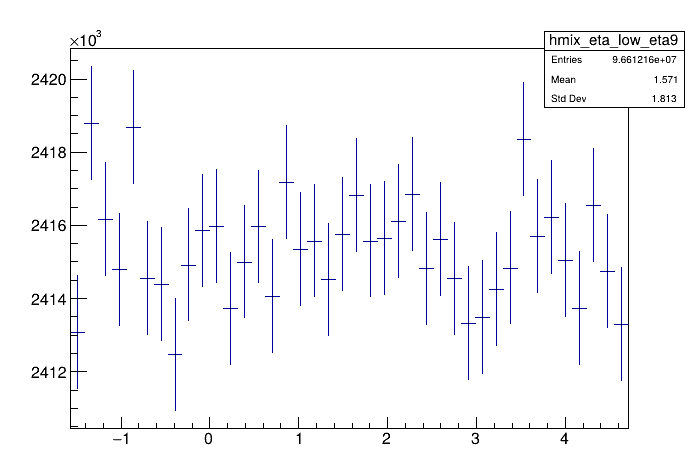 ×10³
hmix_eta_low_eta9
Entries 9.661216e+07
Mean 1.571
Std Dev 1.813
2420
2418
2416
2414
2412
−1 0 1 2 3 4